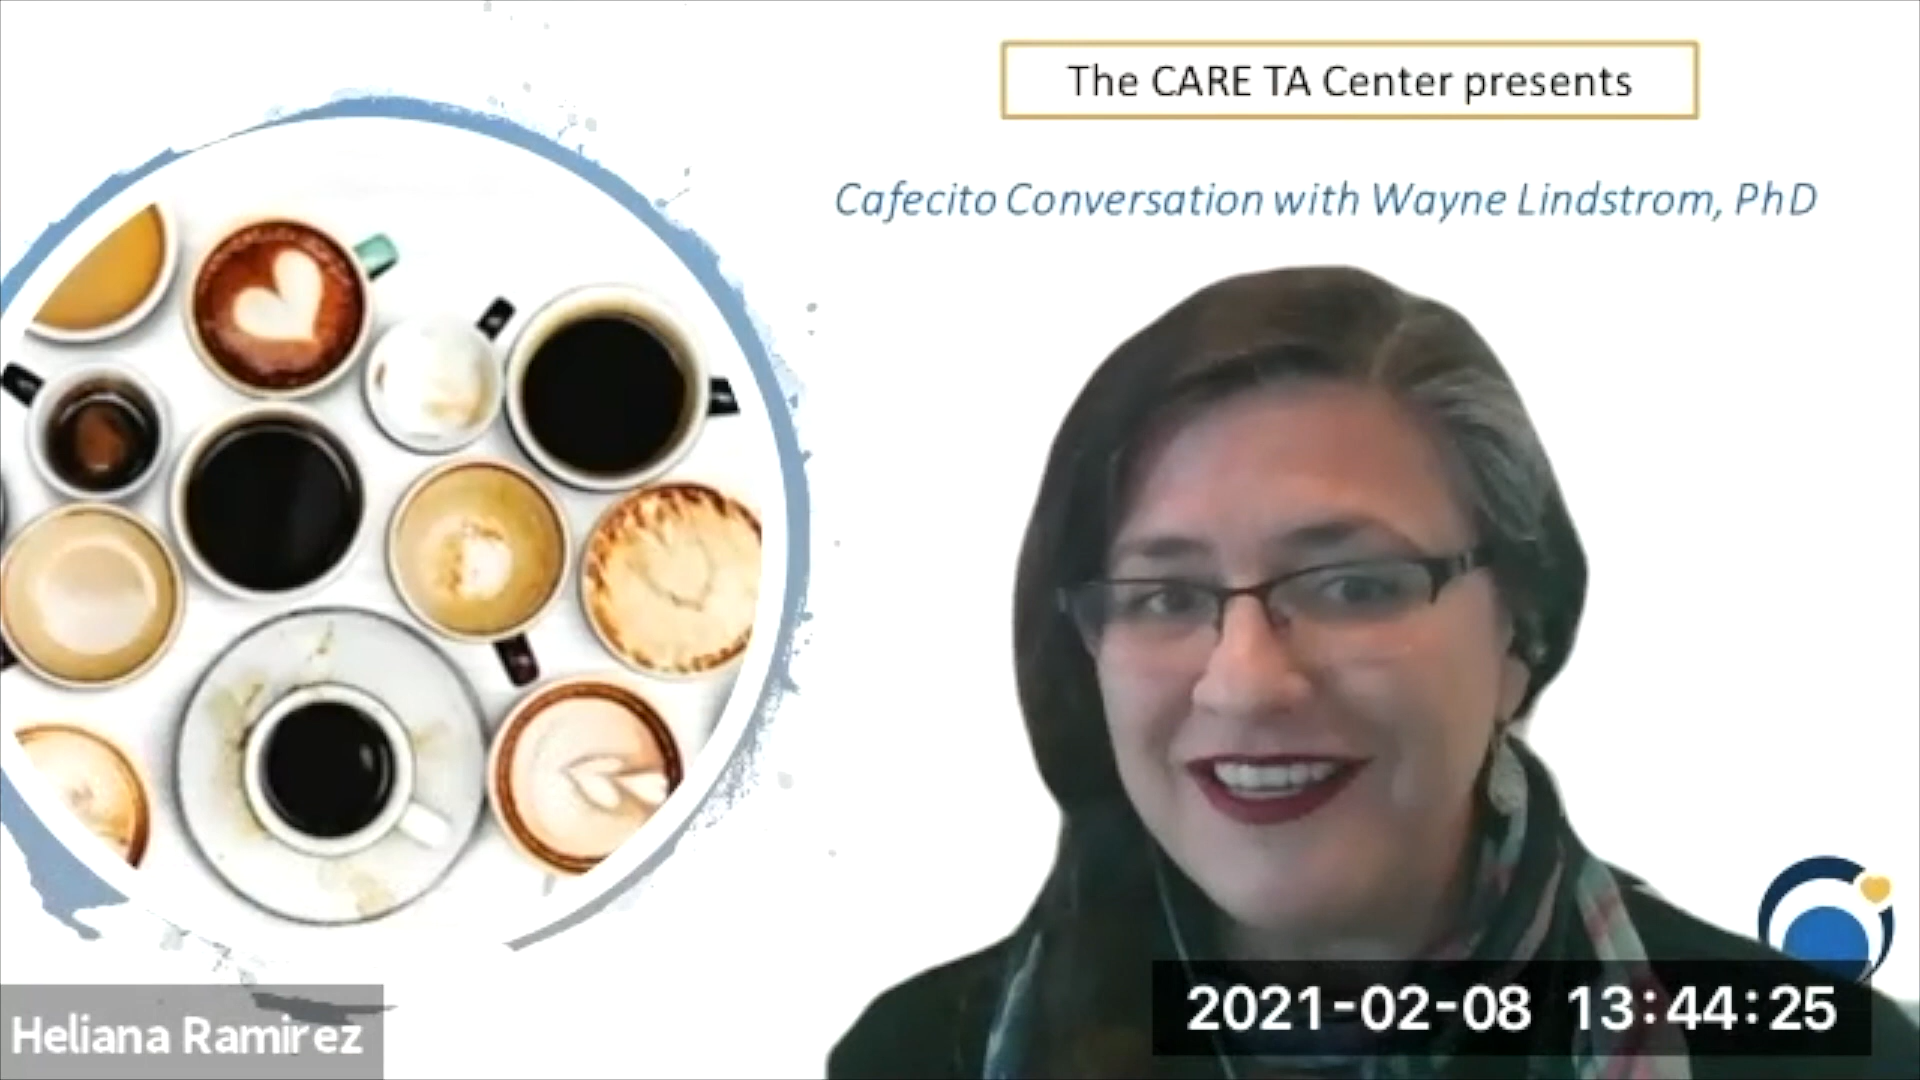 The CARE TA Center presents
Cafecito Conversation with Wayne Lindstrom, PhD
Heliana Ramirez
2021-02-08 13:44:25